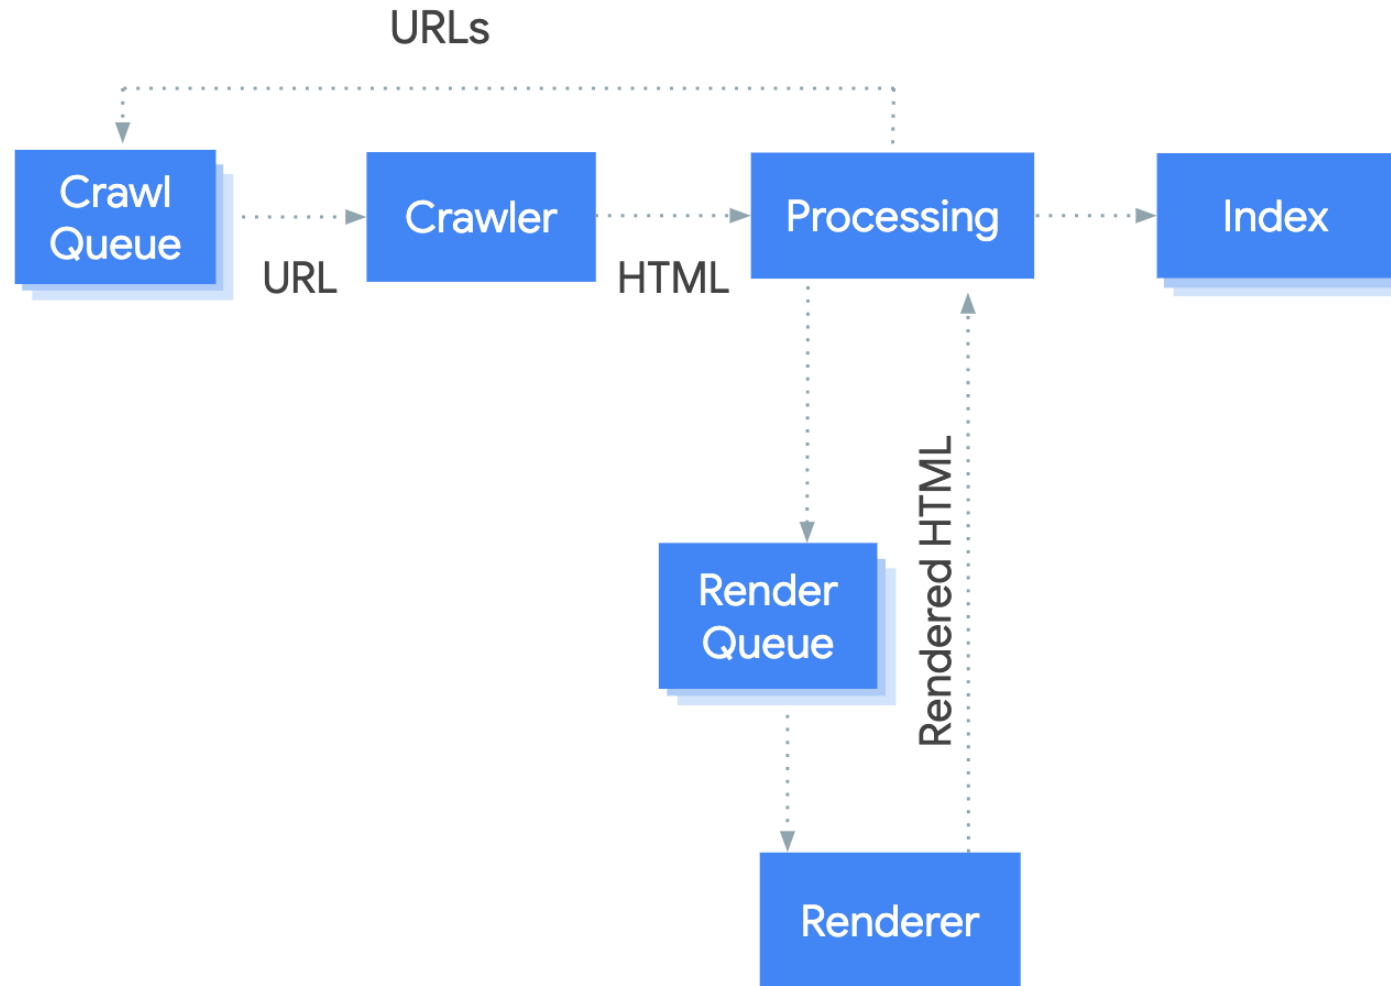 URLs
Crawl
Queue
URL
Crawler
HTML
Processing
Index
Render
Queue
Rendered HTML
Renderer